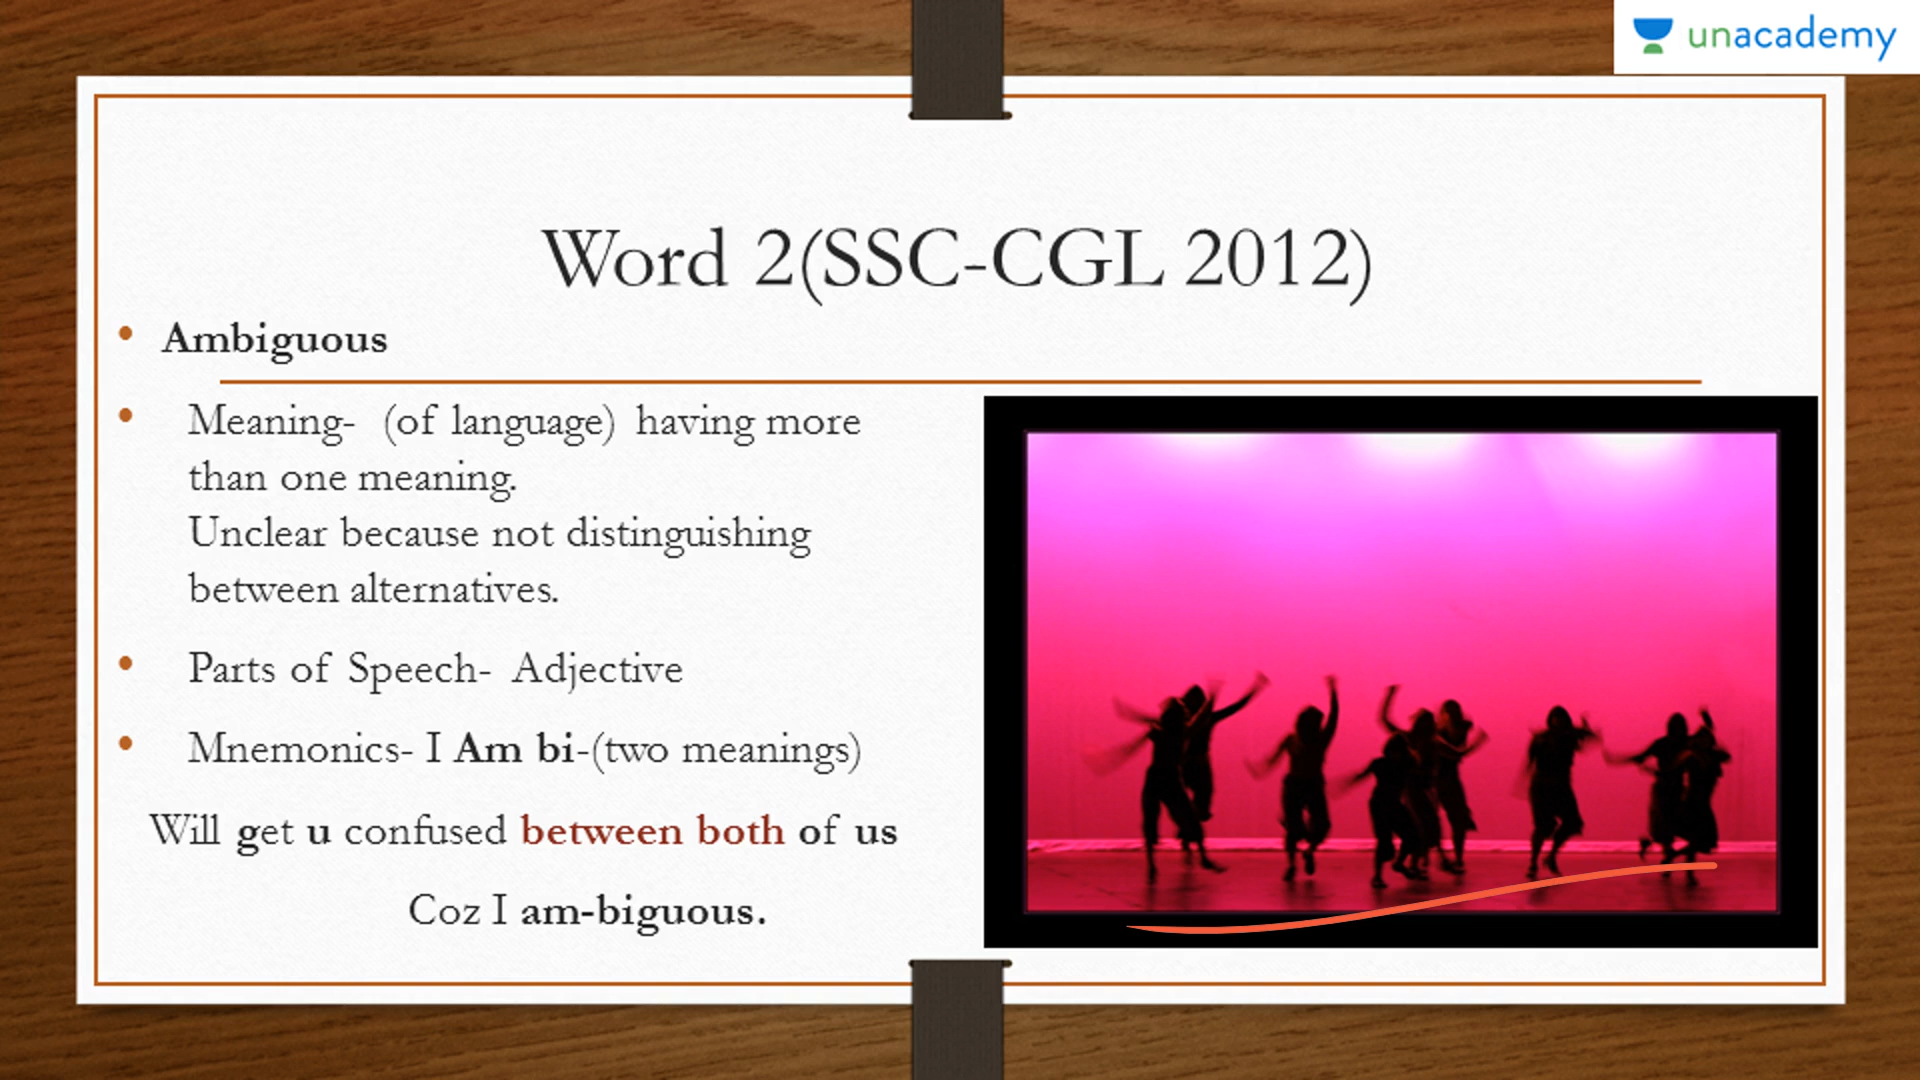 unacademy
Word 2(SSC-CGL 2012)
• Ambiguous
• Meaning- (of language) having more
than one meaning.
Unclear because not distinguishing
between alternatives.
• Parts of Speech- Adjective
• Mnemonics- I Am bi-(two meanings)
Will get u confused between both of us
Coz I am-biguous.